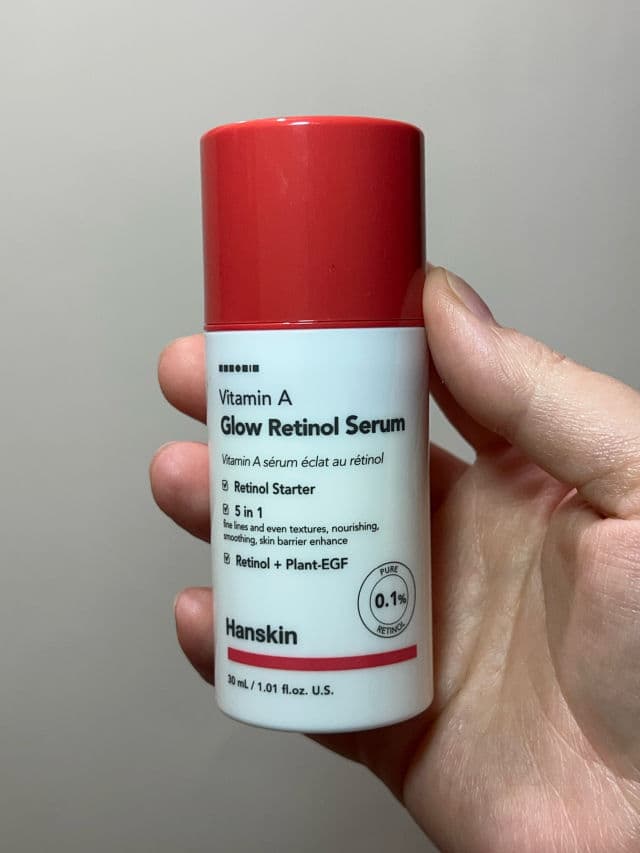 Vitamin A
Glow Retinol Serum
Vitamin A sérum éclat au rétinol
Retinol Starter
5 in 1
fine lines and even textures, nourishing,
smoothing, skin barrier enhance
Retinol + Plant-EGF
PURE
0.1%
RETINOL
Hanskin
30 mL / 1.01 fl.oz. U.S.